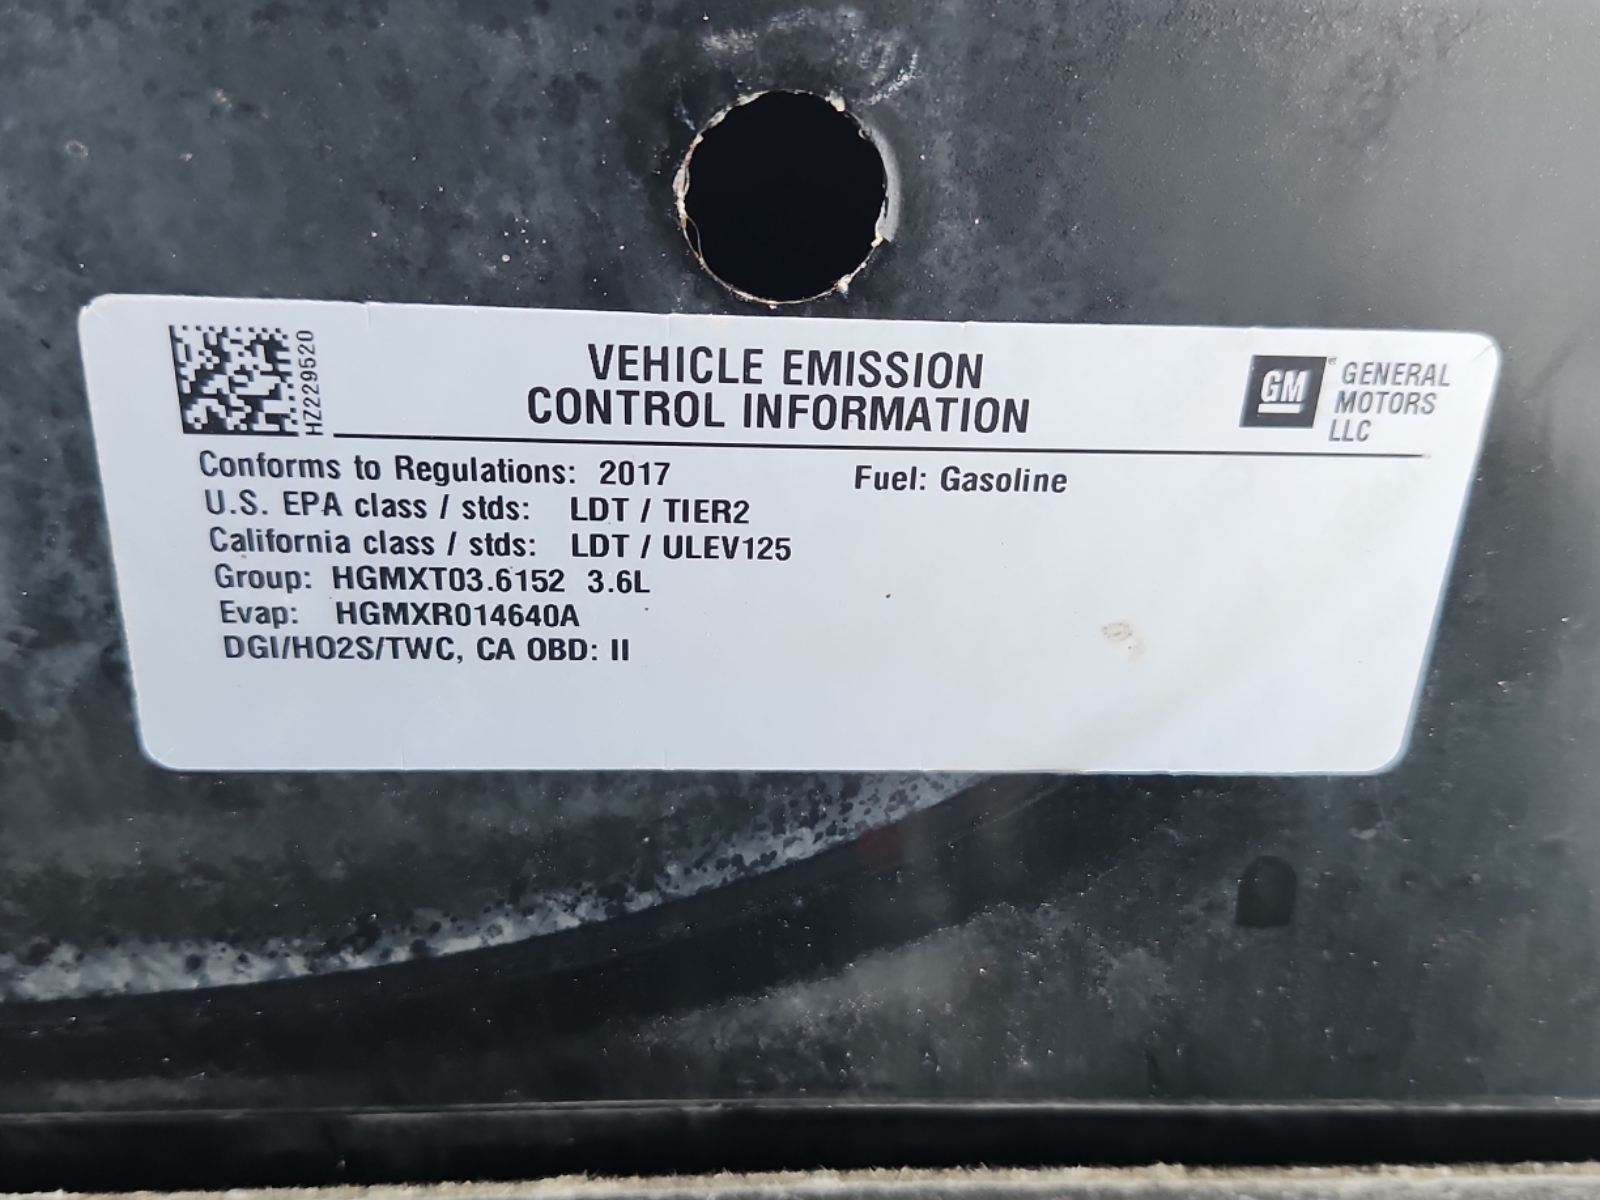 HZ229520
VEHICLE EMISSION
CONTROL INFORMATION
GM
GENERAL
MOTORS
LLC
Conforms to Regulations: 2017 Fuel: Gasoline
U.S. EPA class / stds: LDT / TIER2
California class / stds: LDT / ULEV125
Group: HGMXT03.6152 3.6L
Evap: HGMXR014640A
DGI/HO2S/TWC, CA OBD: II